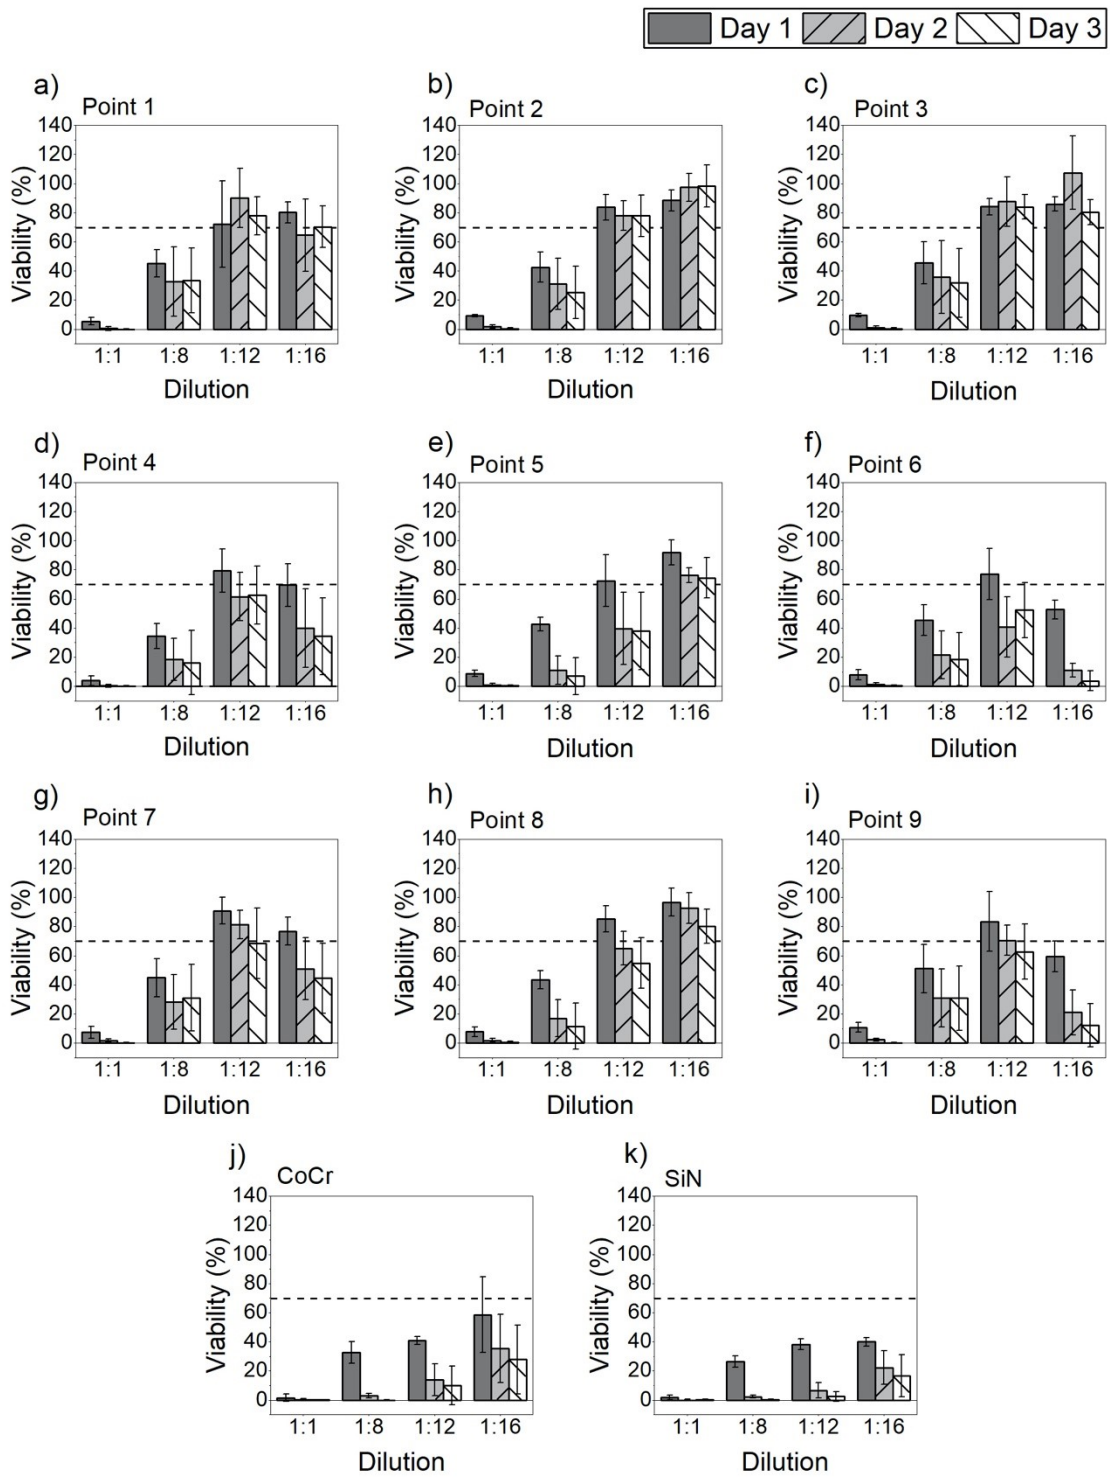 Day 1 Day 2 Day 3
a) Point 1
140
120
100
80
60
40
20
0
Viability (%)
1:1 1:8 1:12 1:16
Dilution
b) Point 2
140
120
100
80
60
40
20
0
Viability (%)
1:1 1:8 1:12 1:16
Dilution
c) Point 3
140
120
100
80
60
40
20
0
Viability (%)
1:1 1:8 1:12 1:16
Dilution
d) Point 4
140
120
100
80
60
40
20
0
Viability (%)
1:1 1:8 1:12 1:16
Dilution
e) Point 5
140
120
100
80
60
40
20
0
Viability (%)
1:1 1:8 1:12 1:16
Dilution
f) Point 6
140
120
100
80
60
40
20
0
Viability (%)
1:1 1:8 1:12 1:16
Dilution
g) Point 7
140
120
100
80
60
40
20
0
Viability (%)
1:1 1:8 1:12 1:16
Dilution
h) Point 8
140
120
100
80
60
40
20
0
Viability (%)
1:1 1:8 1:12 1:16
Dilution
i) Point 9
140
120
100
80
60
40
20
0
Viability (%)
1:1 1:8 1:12 1:16
Dilution
j) CoCr
140
120
100
80
60
40
20
0
Viability (%)
1:1 1:8 1:12 1:16
Dilution
k) SiN
140
120
100
80
60
40
20
0
Viability (%)
1:1 1:8 1:12 1:16
Dilution